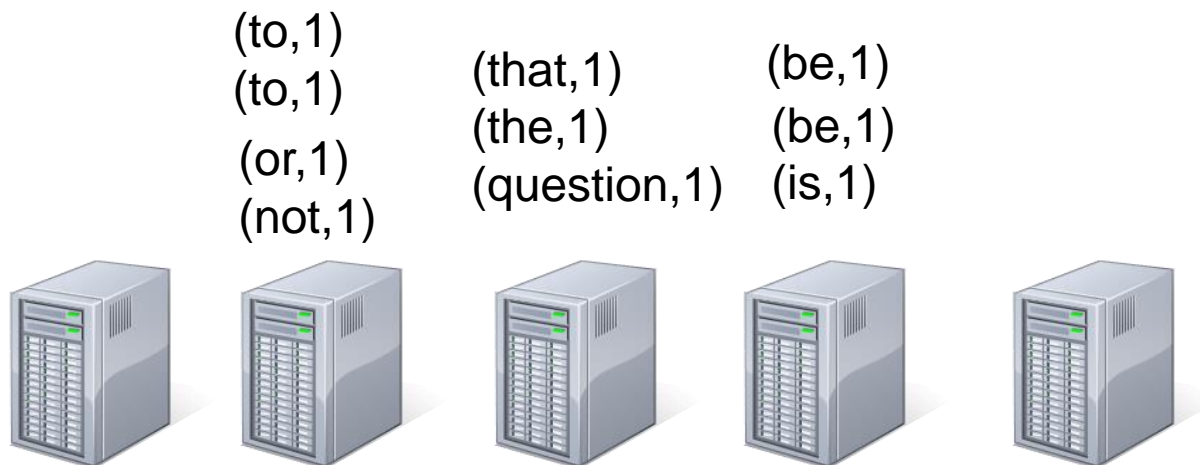 (to,1)
(to,1)
(or,1)
(not,1)
(that,1)
(the,1)
(question,1)
(be,1)
(be,1)
(is,1)